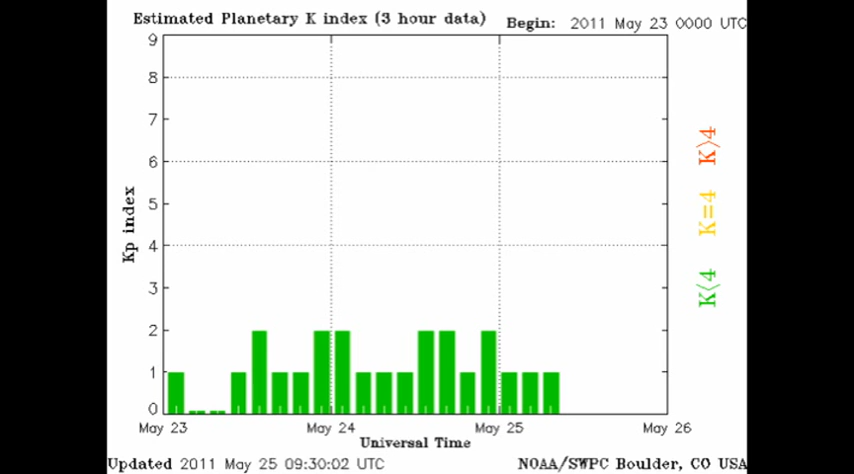 Estimated Planetary K index (3 hour data)
Begin: 2011 May 23 0000 UTC
9
8
7
6
5
4
3
2
1
0
Kp index
K>4
K=4
K<4
May 23
May 24
May 25
May 26
Universal Time
Updated 2011 May 25 09:30:02 UTC
NOAA/SWPC Boulder, CO USA